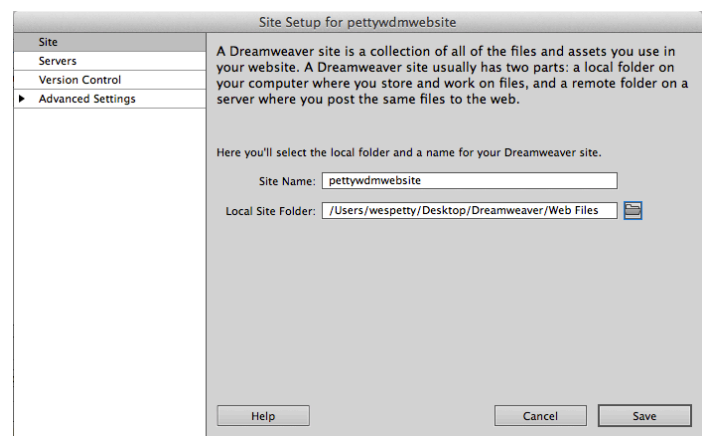 Site Setup for pettywdmwebsite
Site
Servers
Version Control
Advanced Settings
A Dreamweaver site is a collection of all of the files and assets you use in
your website. A Dreamweaver site usually has two parts: a local folder on
your computer where you store and work on files, and a remote folder on a
server where you post the same files to the web.
Here you'll select the local folder and a name for your Dreamweaver site.
Site Name: pettywdmwebsite
Local Site Folder: /Users/wespetty/Desktop/Dreamweaver/Web Files
Help Cancel Save